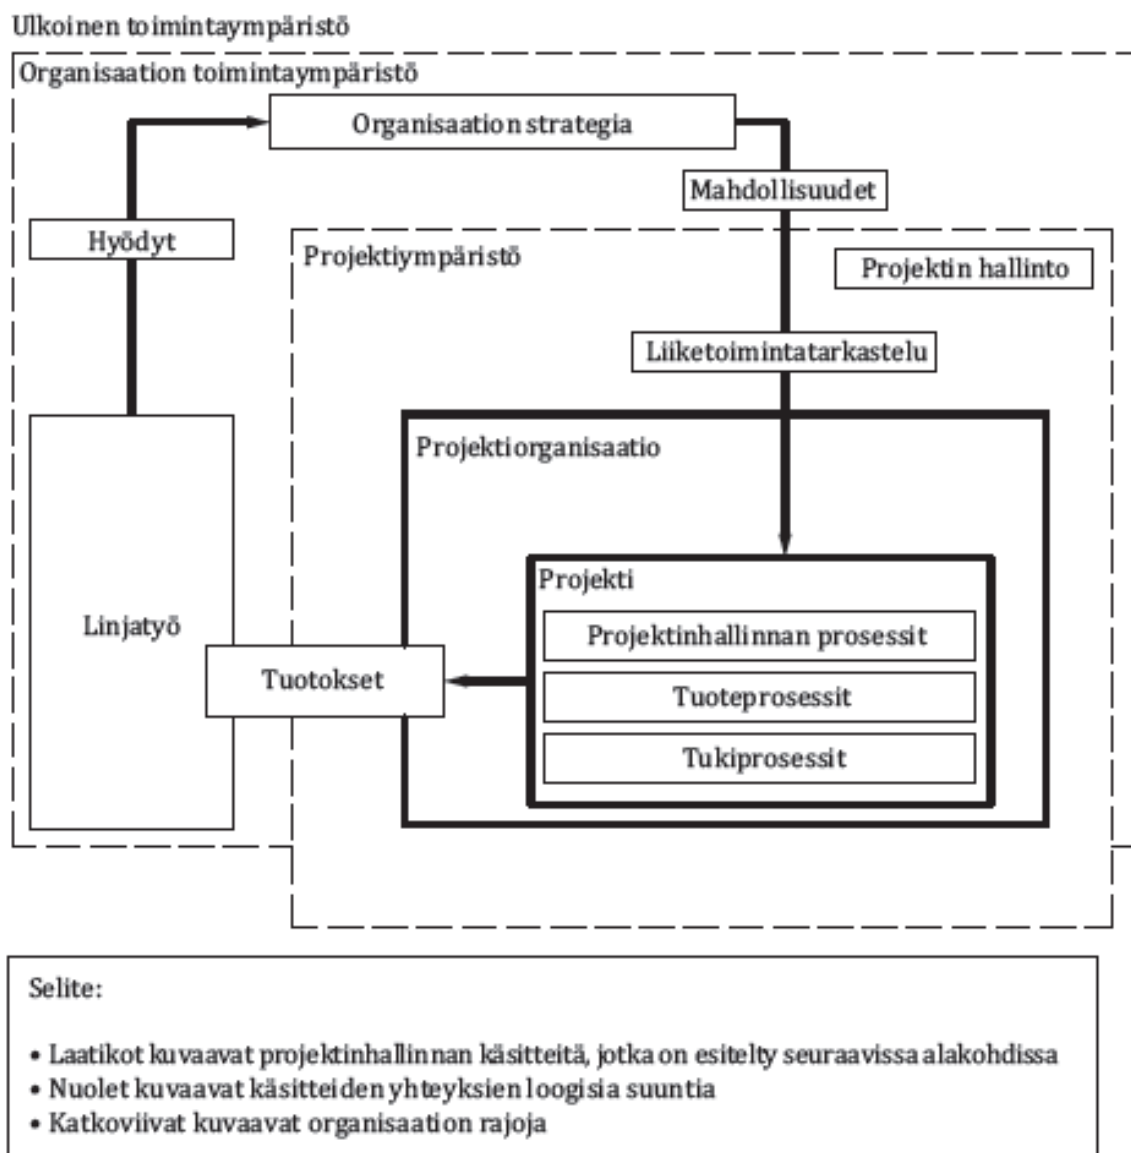 Ulkoinen toimintaympäristö
Organisaation toimintaympäristö
Organisaation strategia
Mahdollisuudet
Hyödyt
Projektiympäristö
Projektin hallinto
Liiketoimintatarkastelu
Projektiorganisaatio
Projekti
Linjatyö
Projektinhallinnan prosessit
Tuotokset
Tuoteprosessit
Tukiprosessit
Selite:
• Laatikot kuvaavat projektinhallinnan käsitteitä, jotka on esitelty seuraavissa alakohdissa
• Nuolet kuvaavat käsitteiden yhteyksien loogisia suuntia
• Katkoviivat kuvaavat organisaation rajoja